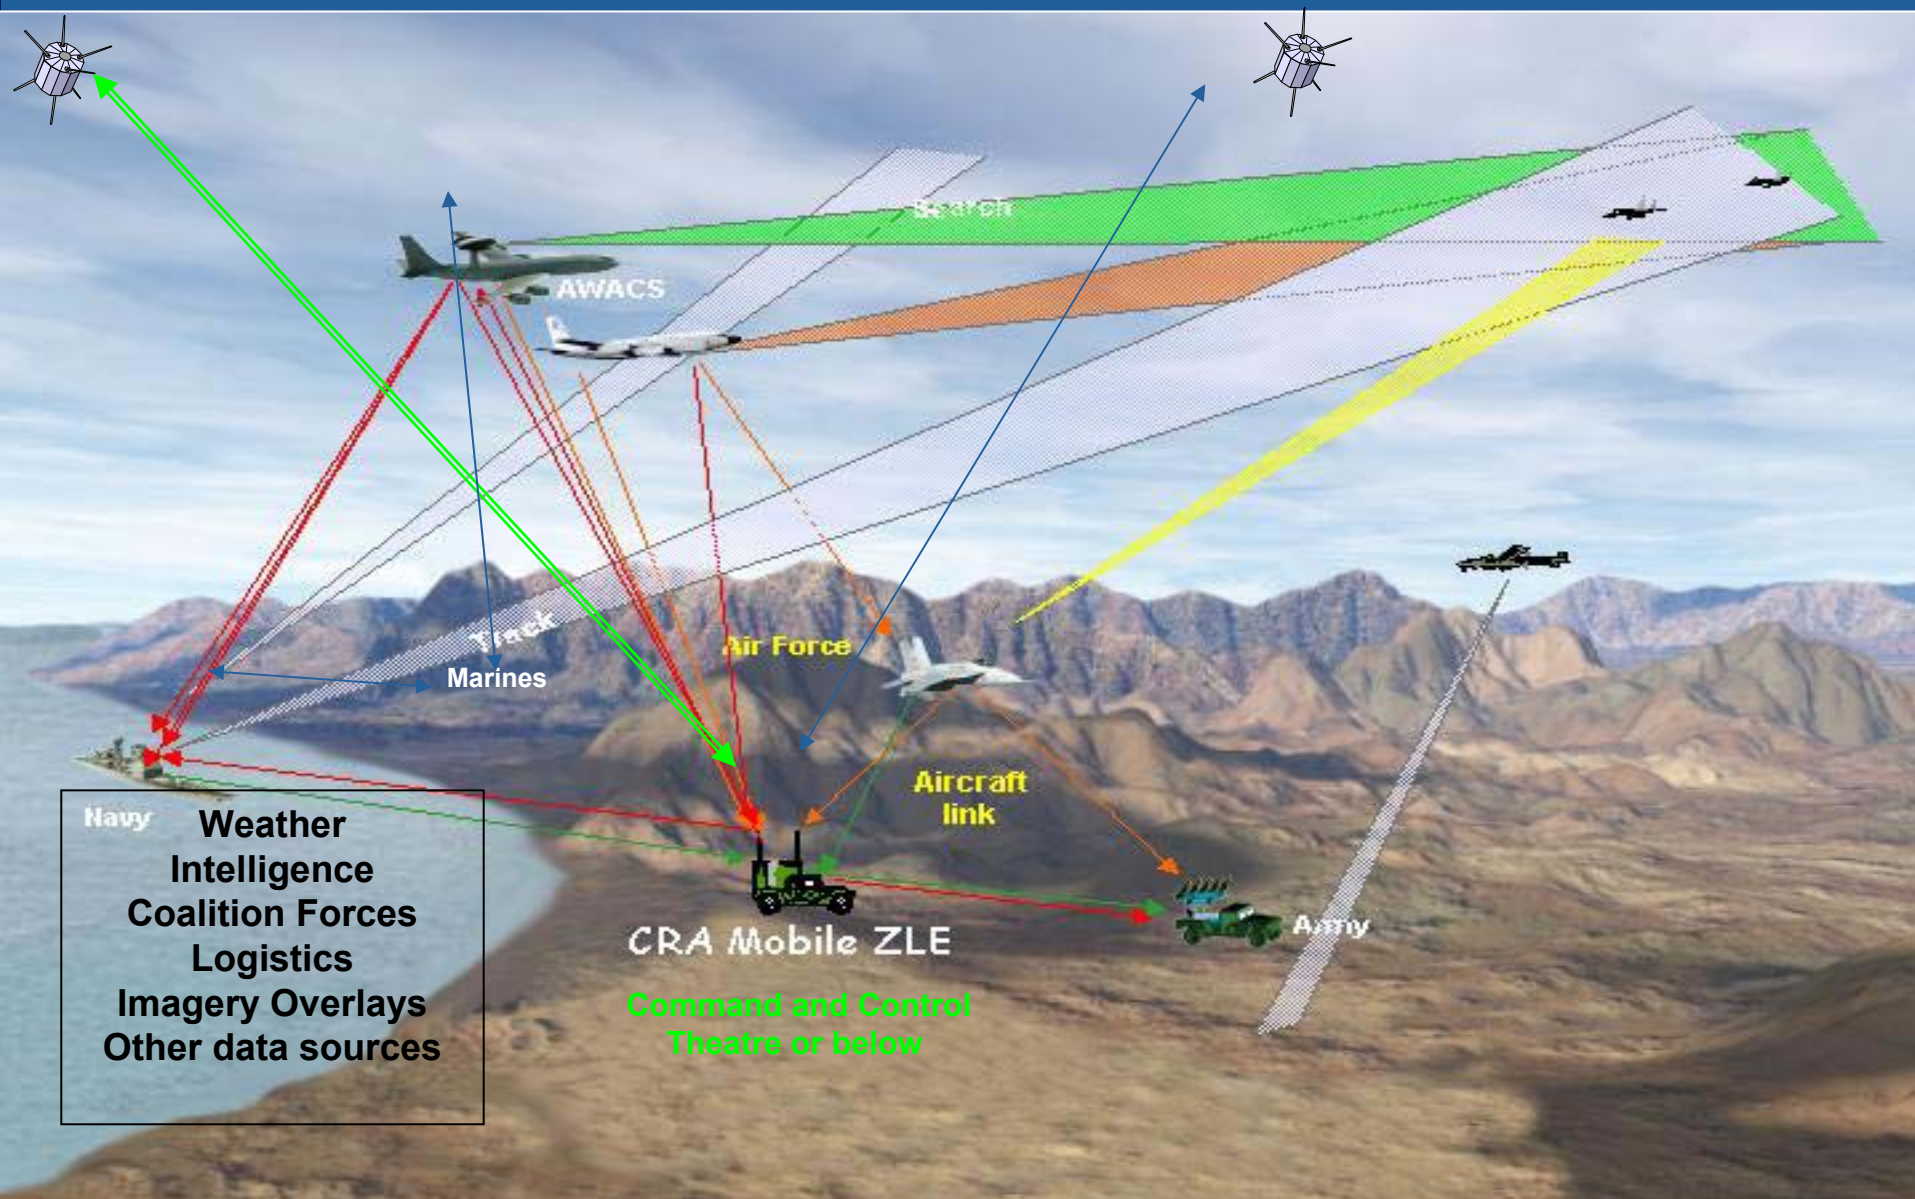 Search
AWACS
Track
Marines
Air Force
Aircraft
link
Navy
Weather
Intelligence
Coalition Forces
Logistics
Imagery Overlays
Other data sources
Army
CRA Mobile ZLE
Command and Control
Theatre or below